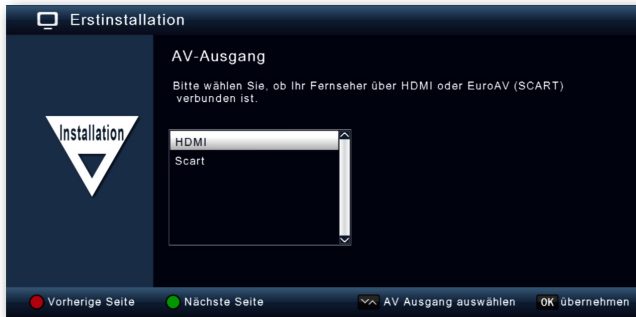 Erstinstallation
AV-Ausgang
Bitte wählen Sie, ob Ihr Fernseher über HDMI oder EuroAV (SCART)
verbunden ist.
Installation
HDMI
Scart
Vorherige Seite
Nächste Seite
AV Ausgang auswählen
OK übernehmen